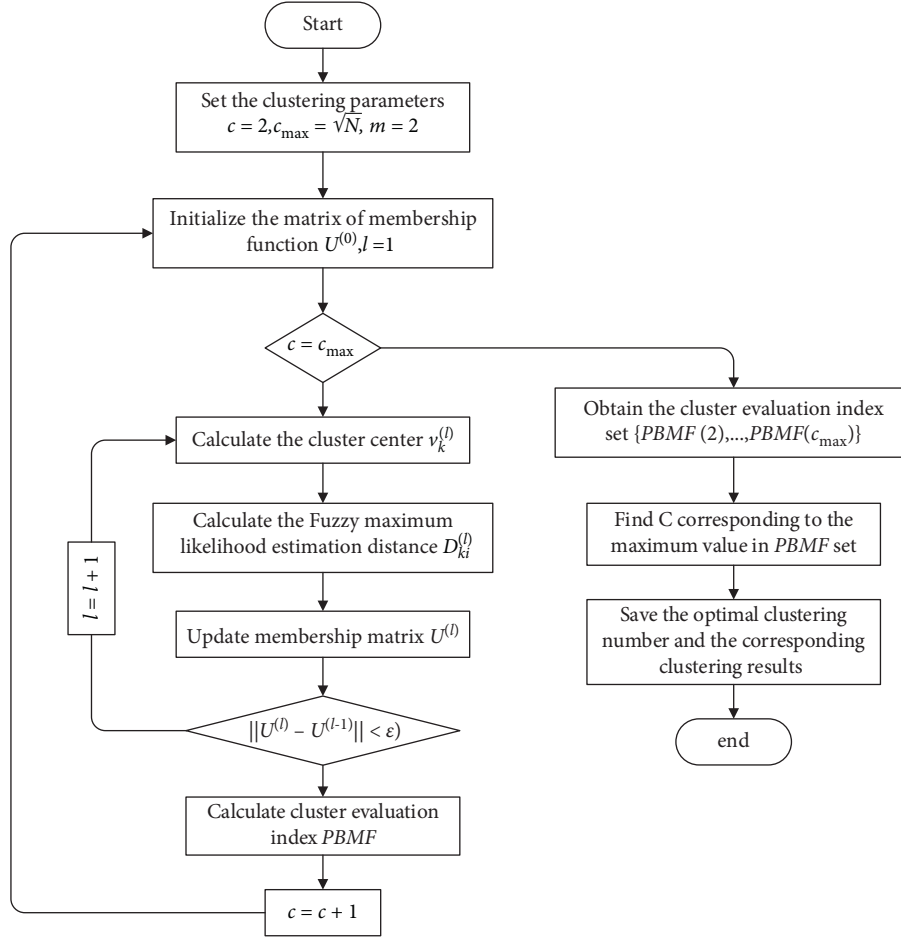 Start
Set the clustering parameters
c = 2,c_max = √N, m = 2
Initialize the matrix of membership
function U^(0),l =1
c = c_max
Calculate the cluster center v_k^(l)
Calculate the Fuzzy maximum
likelihood estimation distance D_ki^(l)
l = l + 1
Update membership matrix U^(l)
||U^(l) – U^(l-1)|| < ε)
Calculate cluster evaluation
index PBMF
c = c + 1
Obtain the cluster evaluation index
set {PBMF (2),...,PBMF(c_max)}
Find C corresponding to the
maximum value in PBMF set
Save the optimal clustering
number and the corresponding
clustering results
end